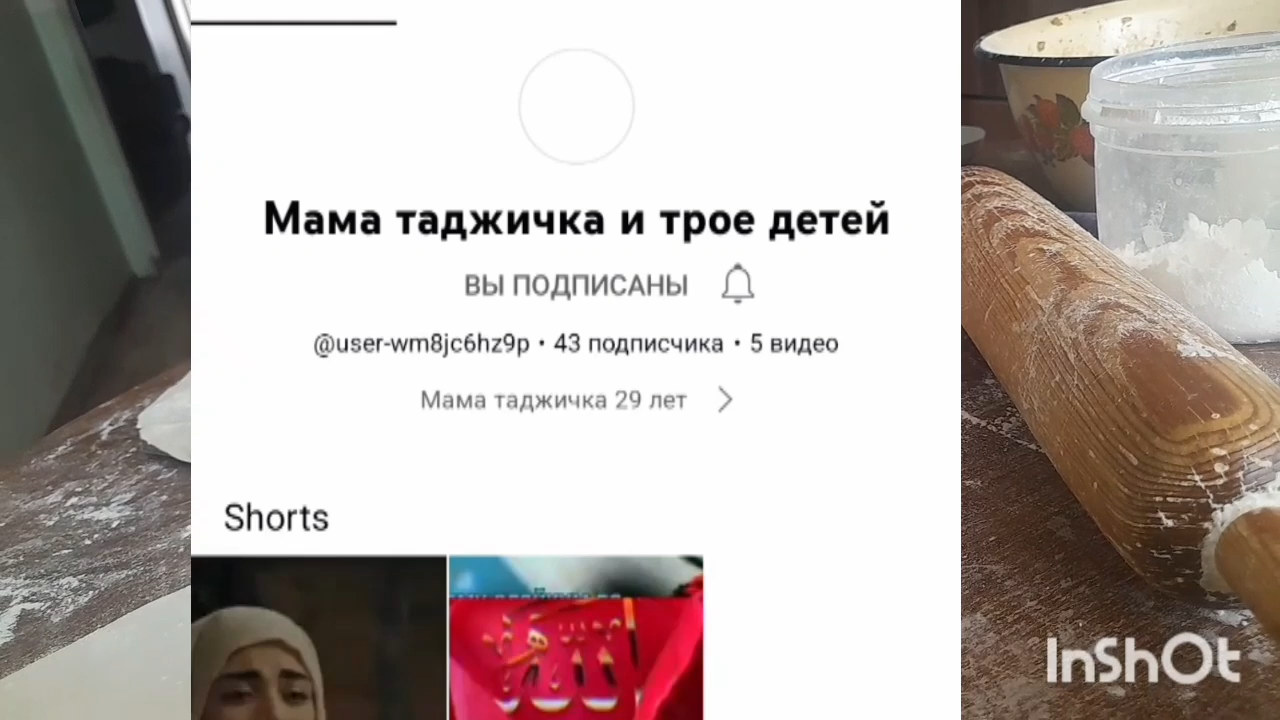 Мама таджичка и трое детей
ВЫ ПОДПИСАНЫ
@user-wm8jc6hz9p • 43 подписчика • 5 видео
Мама таджичка 29 лет
Shorts
InShOt